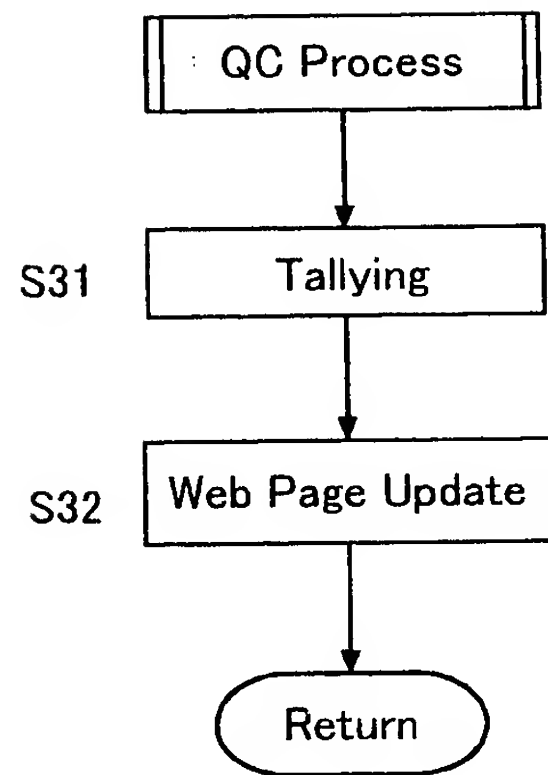 QC Process
S31
Tallying
S32
Web Page Update
Return